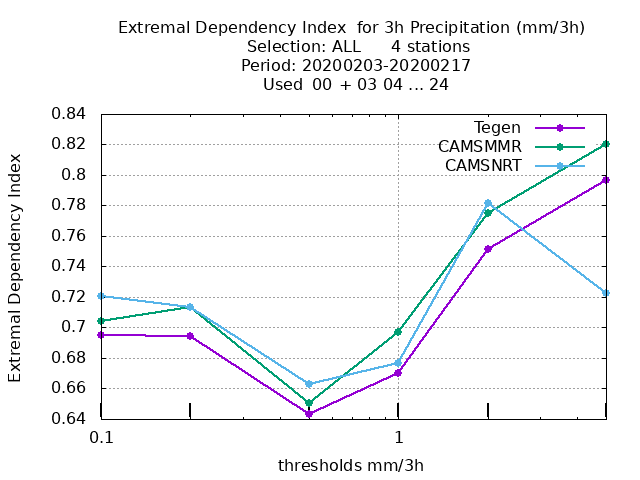 Extremal Dependency Index  for 3h Precipitation (mm/3h)
Selection: ALL      4 stations
Period: 20200203-20200217
Used  00 + 03 04 ... 24
Extremal Dependency Index
0.84
0.82
0.8
0.78
0.76
0.74
0.72
0.7
0.68
0.66
0.64
Tegen
CAMSMMR
CAMSNRT
0.1
1
thresholds mm/3h